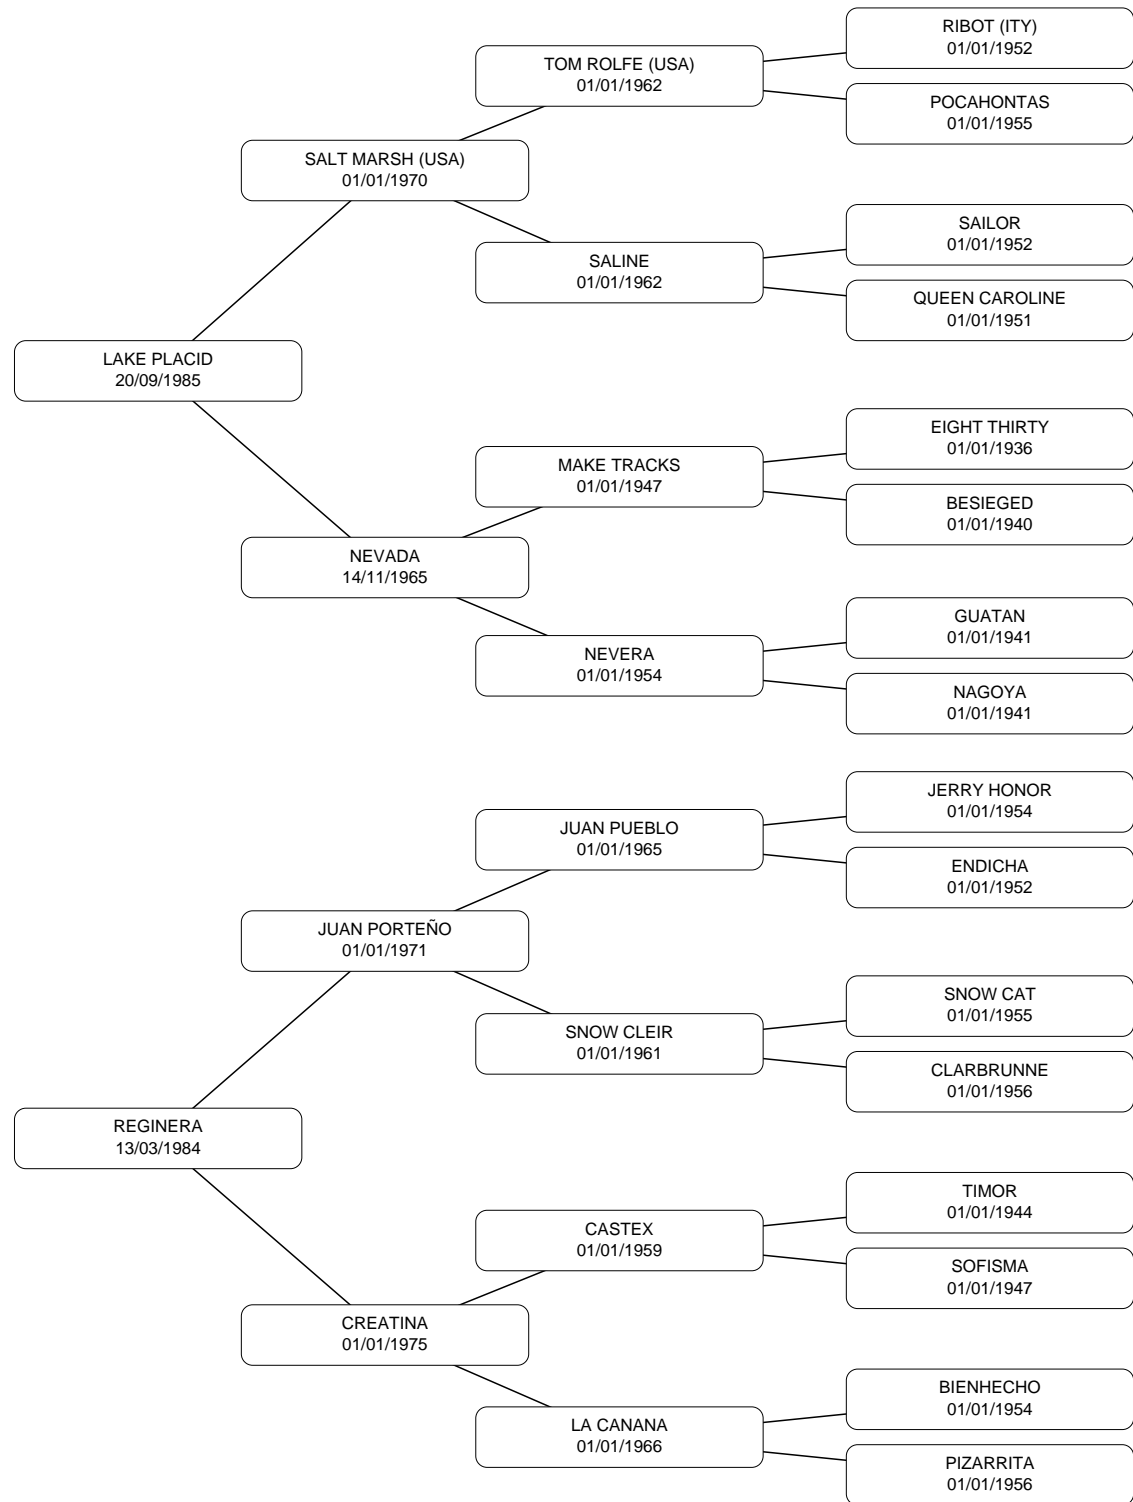 RIBOT (ITY)
01/01/1952
TOM ROLFE (USA)
01/01/1962
POCAHONTAS
01/01/1955
SALT MARSH (USA)
01/01/1970
SAILOR
01/01/1952
SALINE
01/01/1962
QUEEN CAROLINE
01/01/1951
LAKE PLACID
20/09/1985
EIGHT THIRTY
01/01/1936
MAKE TRACKS
01/01/1947
BESIEGED
01/01/1940
NEVADA
14/11/1965
GUATAN
01/01/1941
NEVERA
01/01/1954
NAGOYA
01/01/1941
JERRY HONOR
01/01/1954
JUAN PUEBLO
01/01/1965
ENDICHA
01/01/1952
JUAN PORTEÑO
01/01/1971
SNOW CAT
01/01/1955
SNOW CLEIR
01/01/1961
CLARBRUNNE
01/01/1956
REGINERA
13/03/1984
TIMOR
01/01/1944
CASTEX
01/01/1959
SOFISMA
01/01/1947
CREATINA
01/01/1975
BIENHECHO
01/01/1954
LA CANANA
01/01/1966
PIZARRITA
01/01/1956